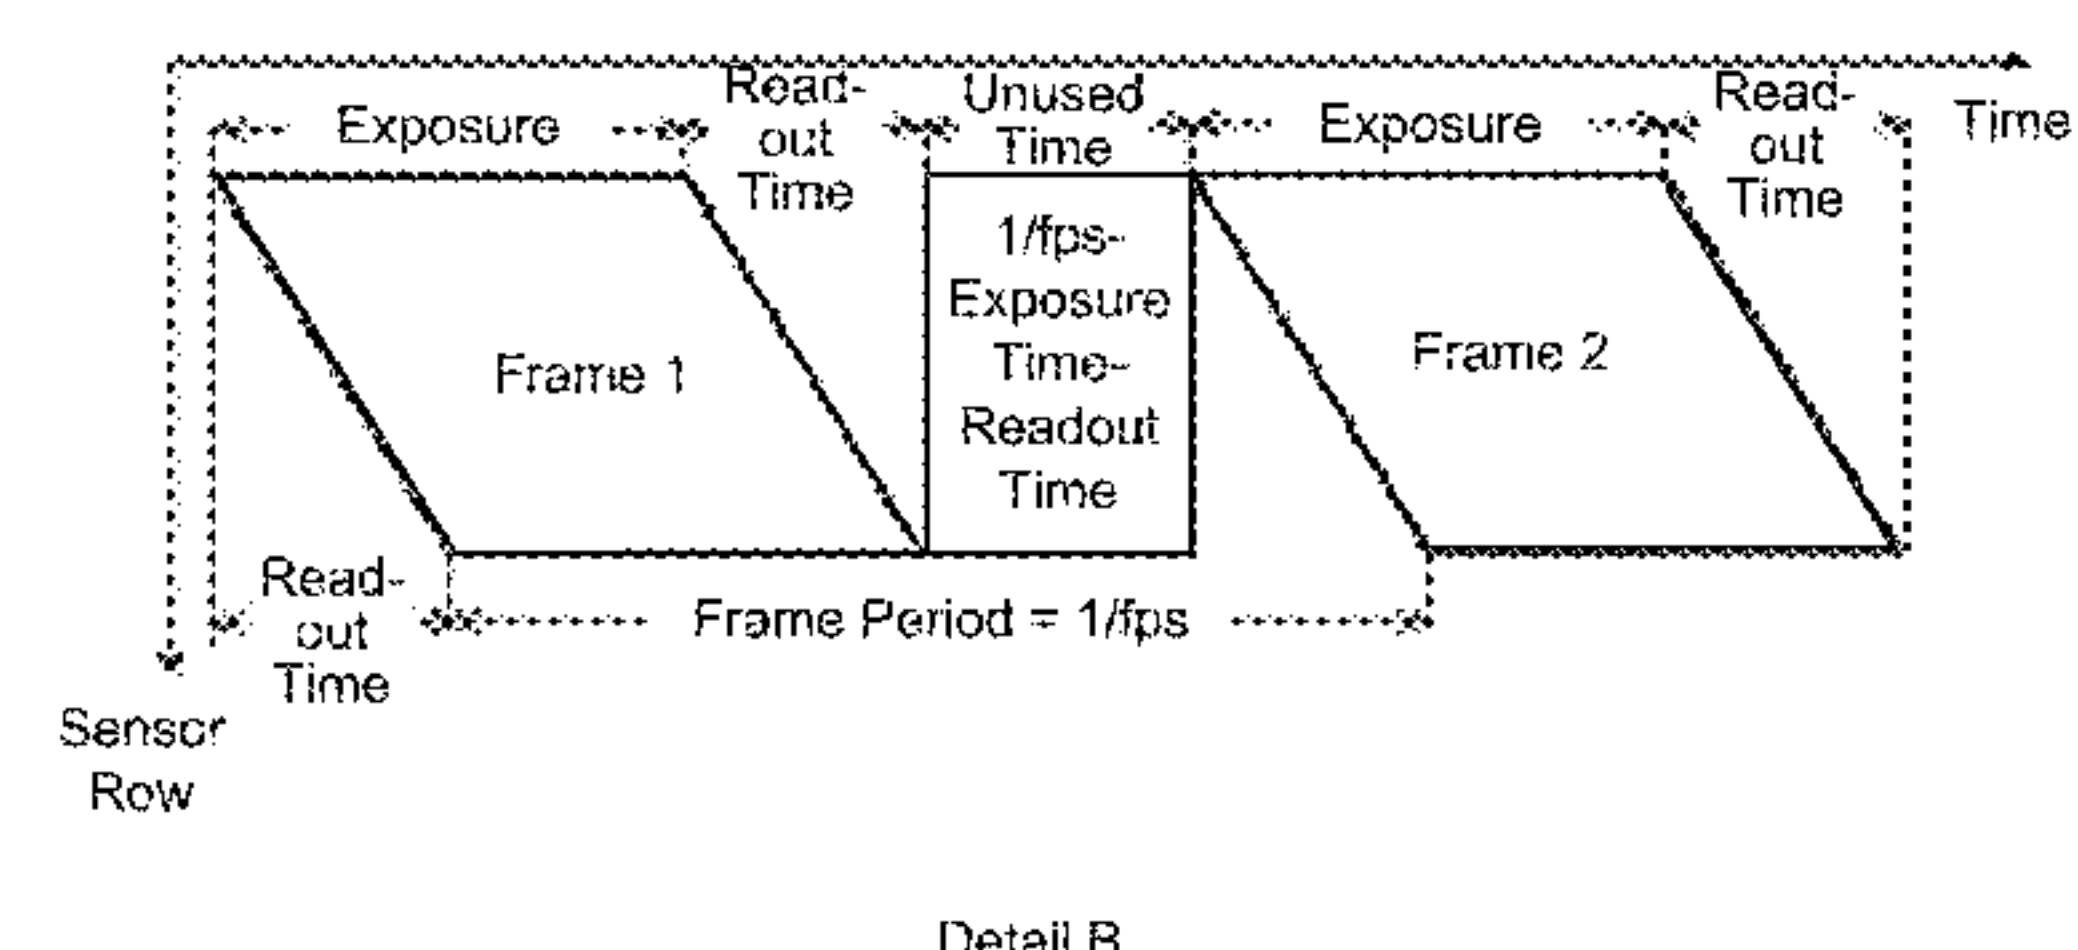 Exposure
Read-
out
Time
Unused
Time
Exposure
Read-
out
Time
Time
1/fps-
Exposure
Time-
Readout
Time
Frame 1
Frame 2
Read-
out
Time
Frame Period = 1/fps
Sensor
Row
Detail B